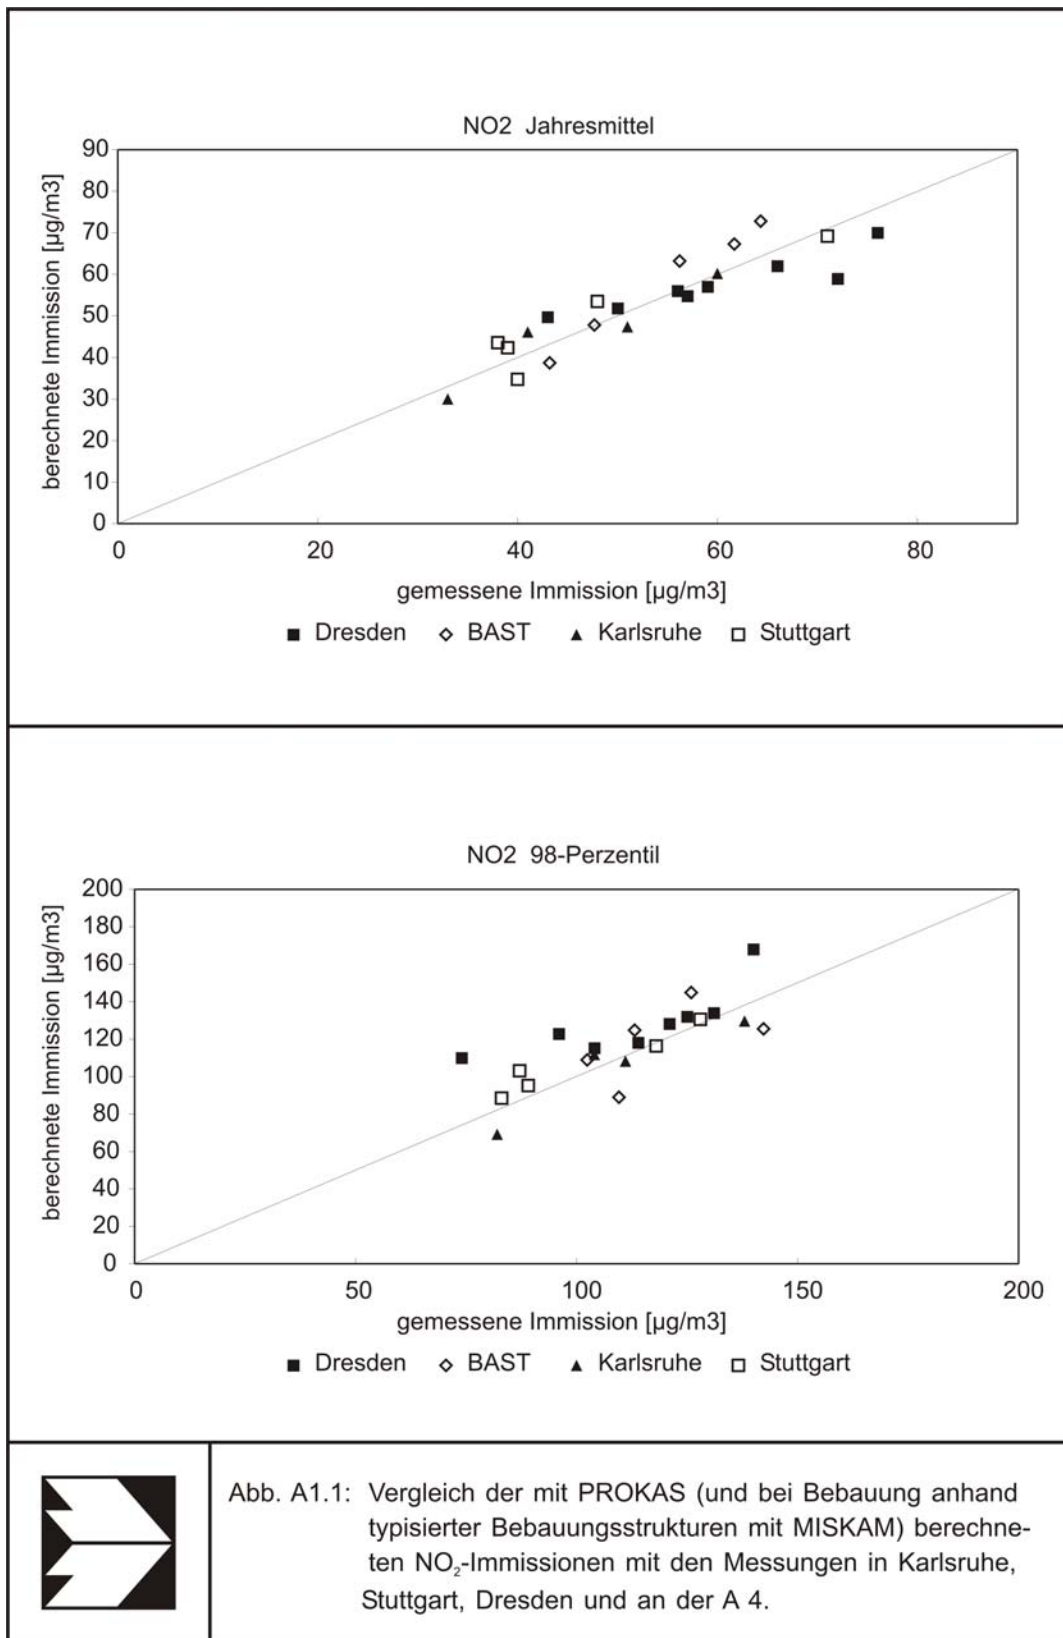 NO2 Jahresmittel
berechnete Immission [µg/m3]
90
80
70
60
50
40
30
20
10
0
0 20 40 60 80
gemessene Immission [µg/m3]
Dresden BAST Karlsruhe Stuttgart
NO2 98-Perzentil
berechnete Immission [µg/m3]
200
180
160
140
120
100
80
60
40
20
0
0 50 100 150 200
gemessene Immission [µg/m3]
Dresden BAST Karlsruhe Stuttgart
Abb. A1.1: Vergleich der mit PROKAS (und bei Bebauung anhand
typisierter Bebauungsstrukturen mit MISKAM) berechne-
ten NO₂-Immissionen mit den Messungen in Karlsruhe,
Stuttgart, Dresden und an der A 4.